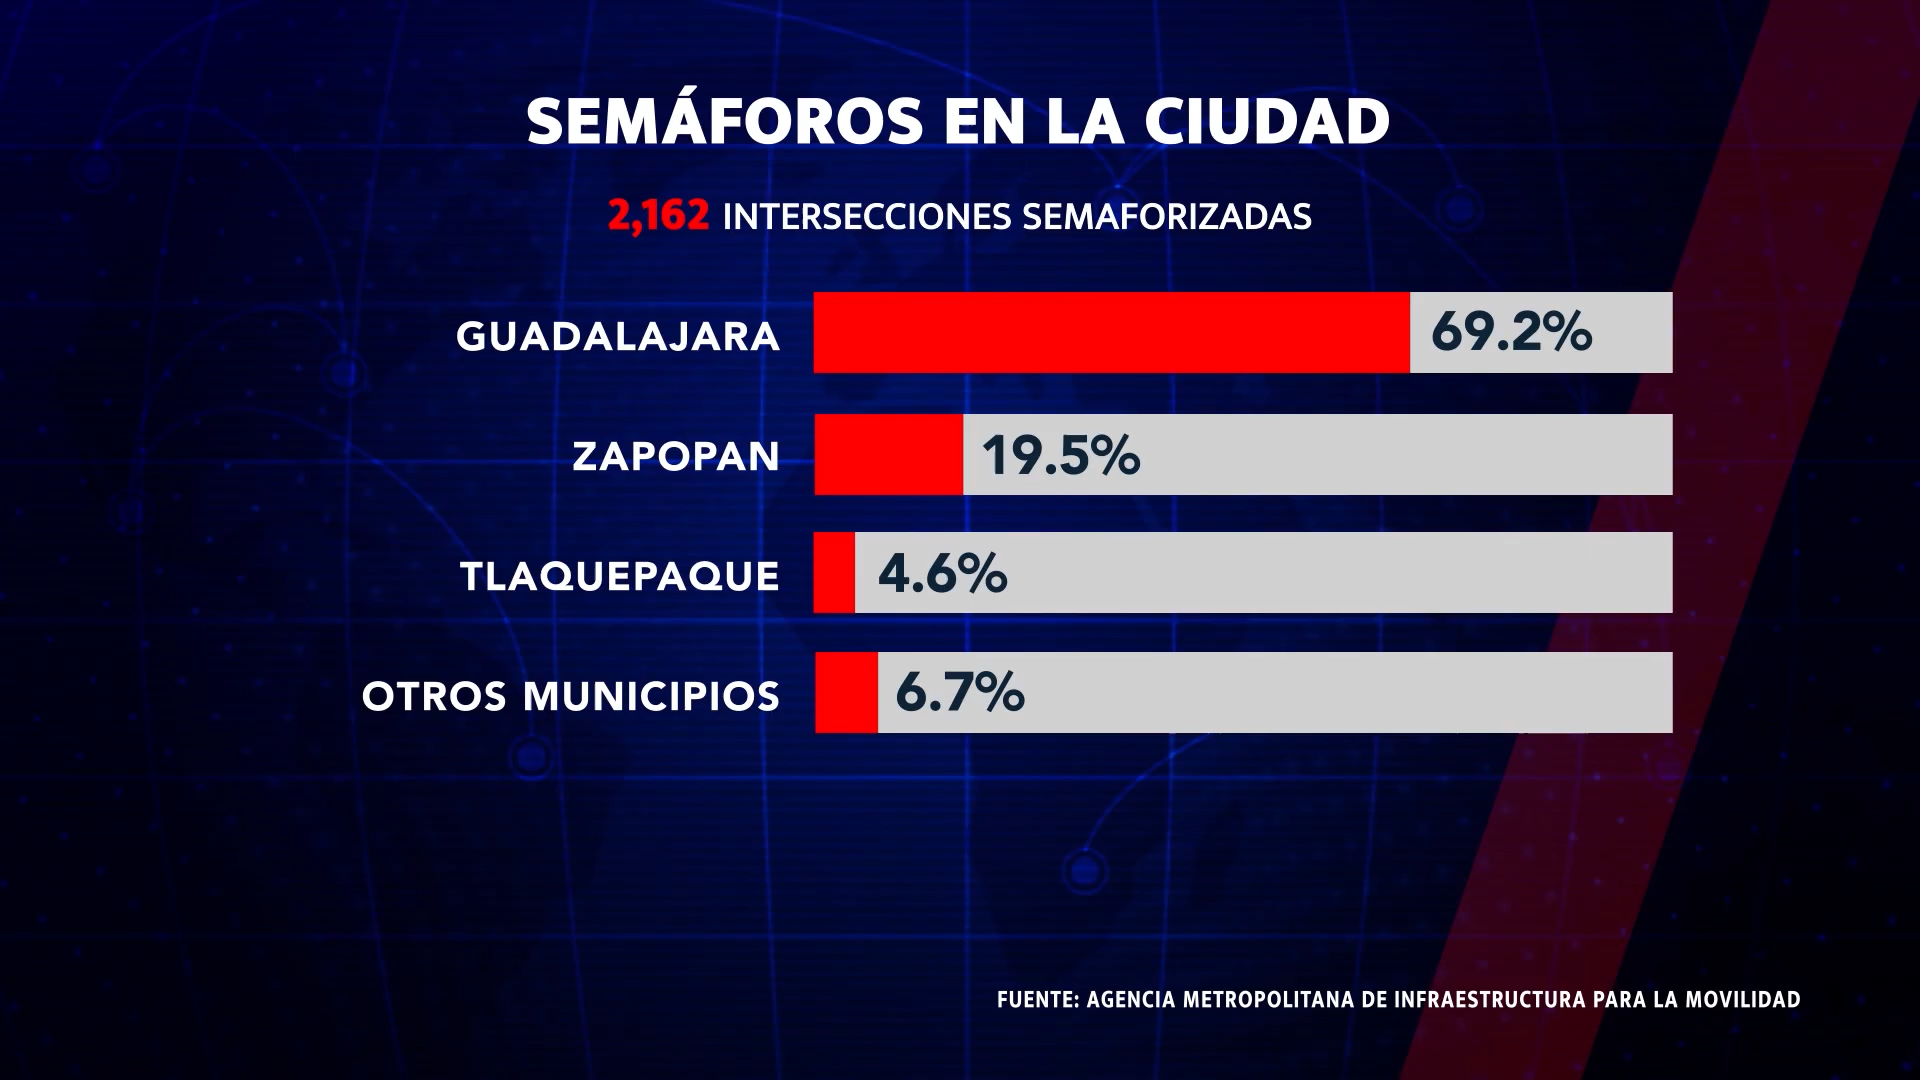 SEMÁFOROS EN LA CIUDAD
2,162 INTERSECCIONES SEMAFORIZADAS
GUADALAJARA 69.2%
ZAPOPAN 19.5%
TLAQUEPAQUE 4.6%
OTROS MUNICIPIOS 6.7%
FUENTE: AGENCIA METROPOLITANA DE INFRAESTRUCTURA PARA LA MOVILIDAD